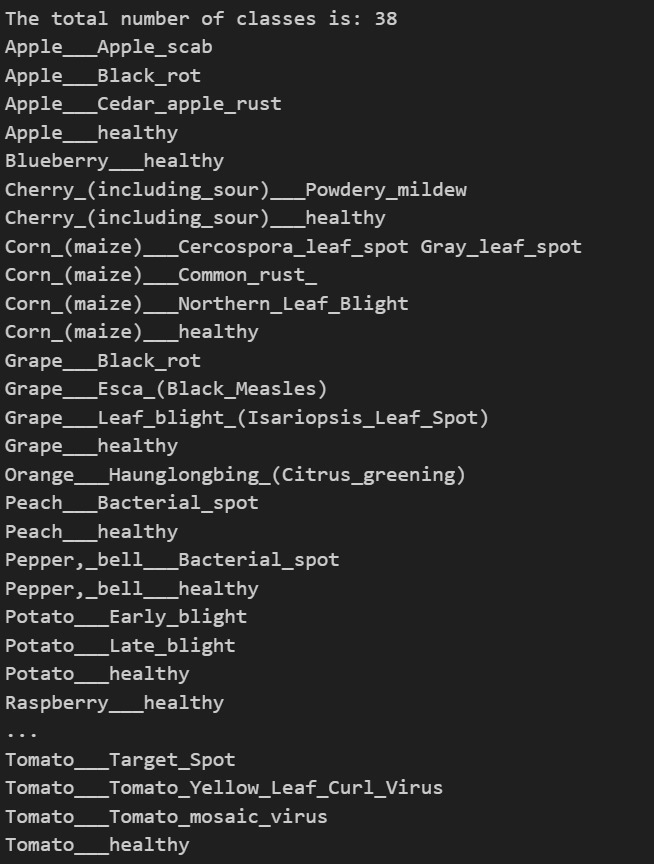 The total number of classes is: 38
Apple___Apple_scab
Apple___Black_rot
Apple___Cedar_apple_rust
Apple___healthy
Blueberry___healthy
Cherry_(including_sour)___Powdery_mildew
Cherry_(including_sour)___healthy
Corn_(maize)___Cercospora_leaf_spot Gray_leaf_spot
Corn_(maize)___Common_rust_
Corn_(maize)___Northern_Leaf_Blight
Corn_(maize)___healthy
Grape___Black_rot
Grape___Esca_(Black_Measles)
Grape___Leaf_blight_(Isariopsis_Leaf_Spot)
Grape___healthy
Orange___Haunglongbing_(Citrus_greening)
Peach___Bacterial_spot
Peach___healthy
Pepper,_bell___Bacterial_spot
Pepper,_bell___healthy
Potato___Early_blight
Potato___Late_blight
Potato___healthy
Raspberry___healthy
...
Tomato___Target_Spot
Tomato___Tomato_Yellow_Leaf_Curl_Virus
Tomato___Tomato_mosaic_virus
Tomato___healthy